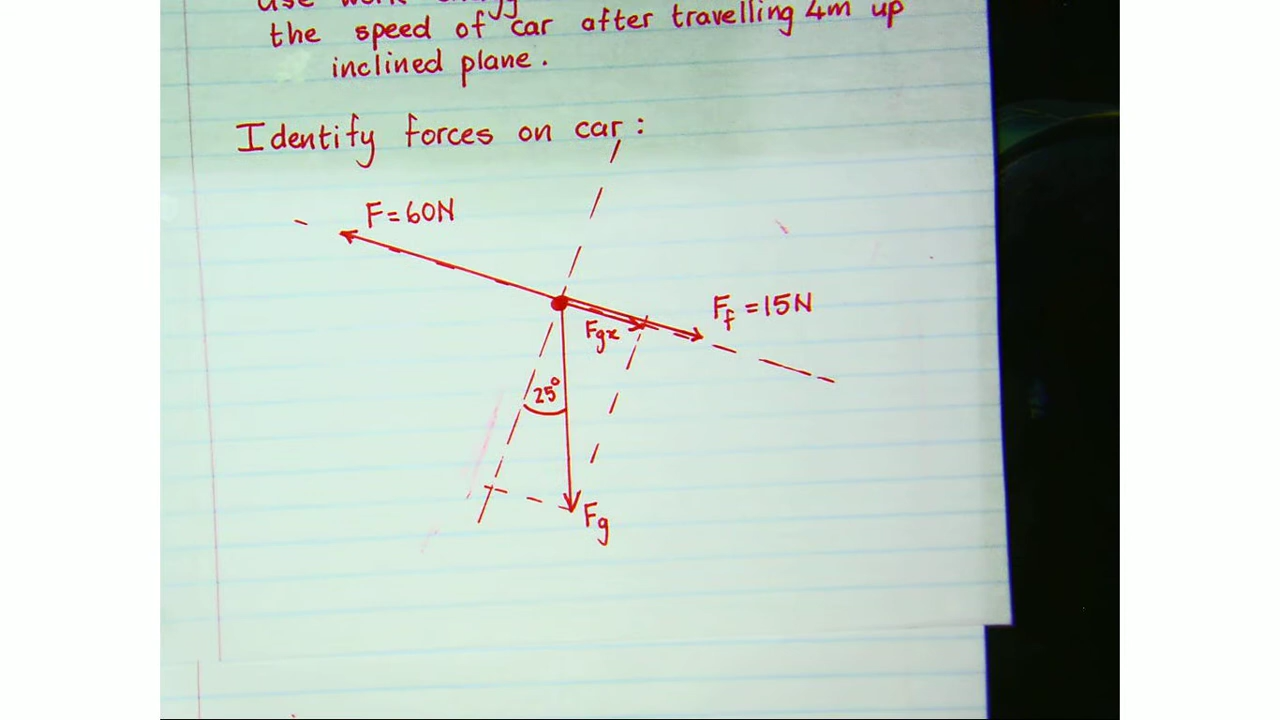 the speed of car after travelling 4m up
inclined plane.
Identify forces on car:
F=60N
Ff =15N
Fgx
25°
Fg